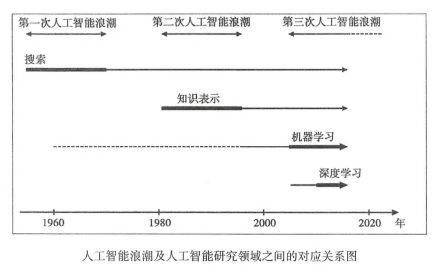 第一次人工智能浪潮 第二次人工智能浪潮 第三次人工智能浪潮
搜索
知识表示
机器学习
深度学习
1960 1980 2000 2020 年
人工智能浪潮及人工智能研究领域之间的对应关系图